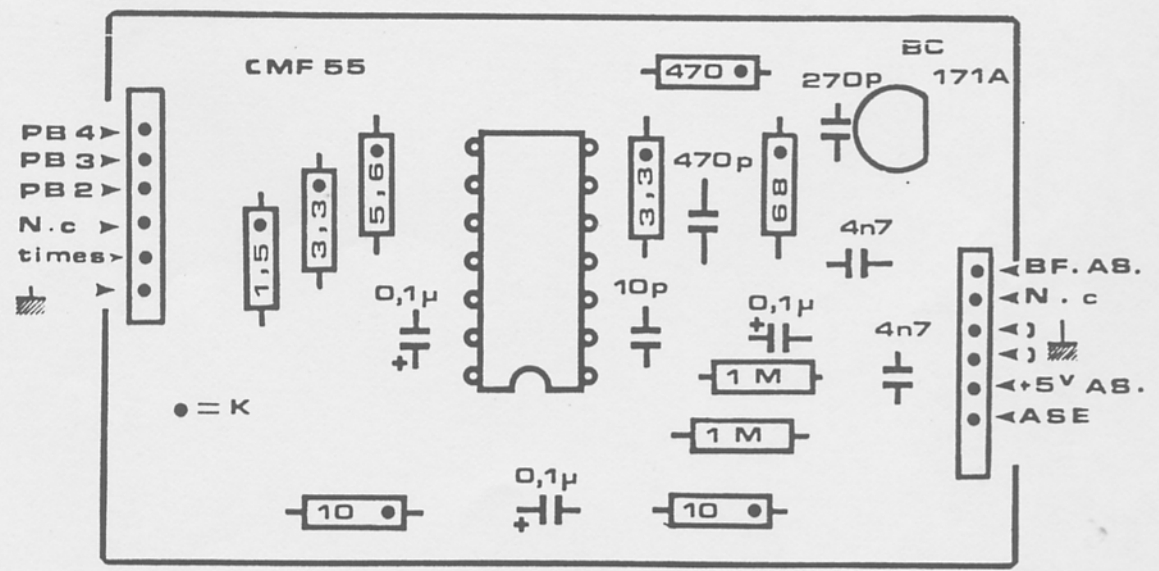 CMF 55
470 •
BC
171A
270p
PB 4
PB 3
PB 2
N.c
times
1,5 •
3,3 •
5,6 •
0,1µ
+
3,3 •
470p
68 •
10p
4n7
0,1µ
+
4n7
1 M
1 M
BF. AS.
N.c
+5V AS.
ASE
• = K
10 •
0,1µ
+
10 •